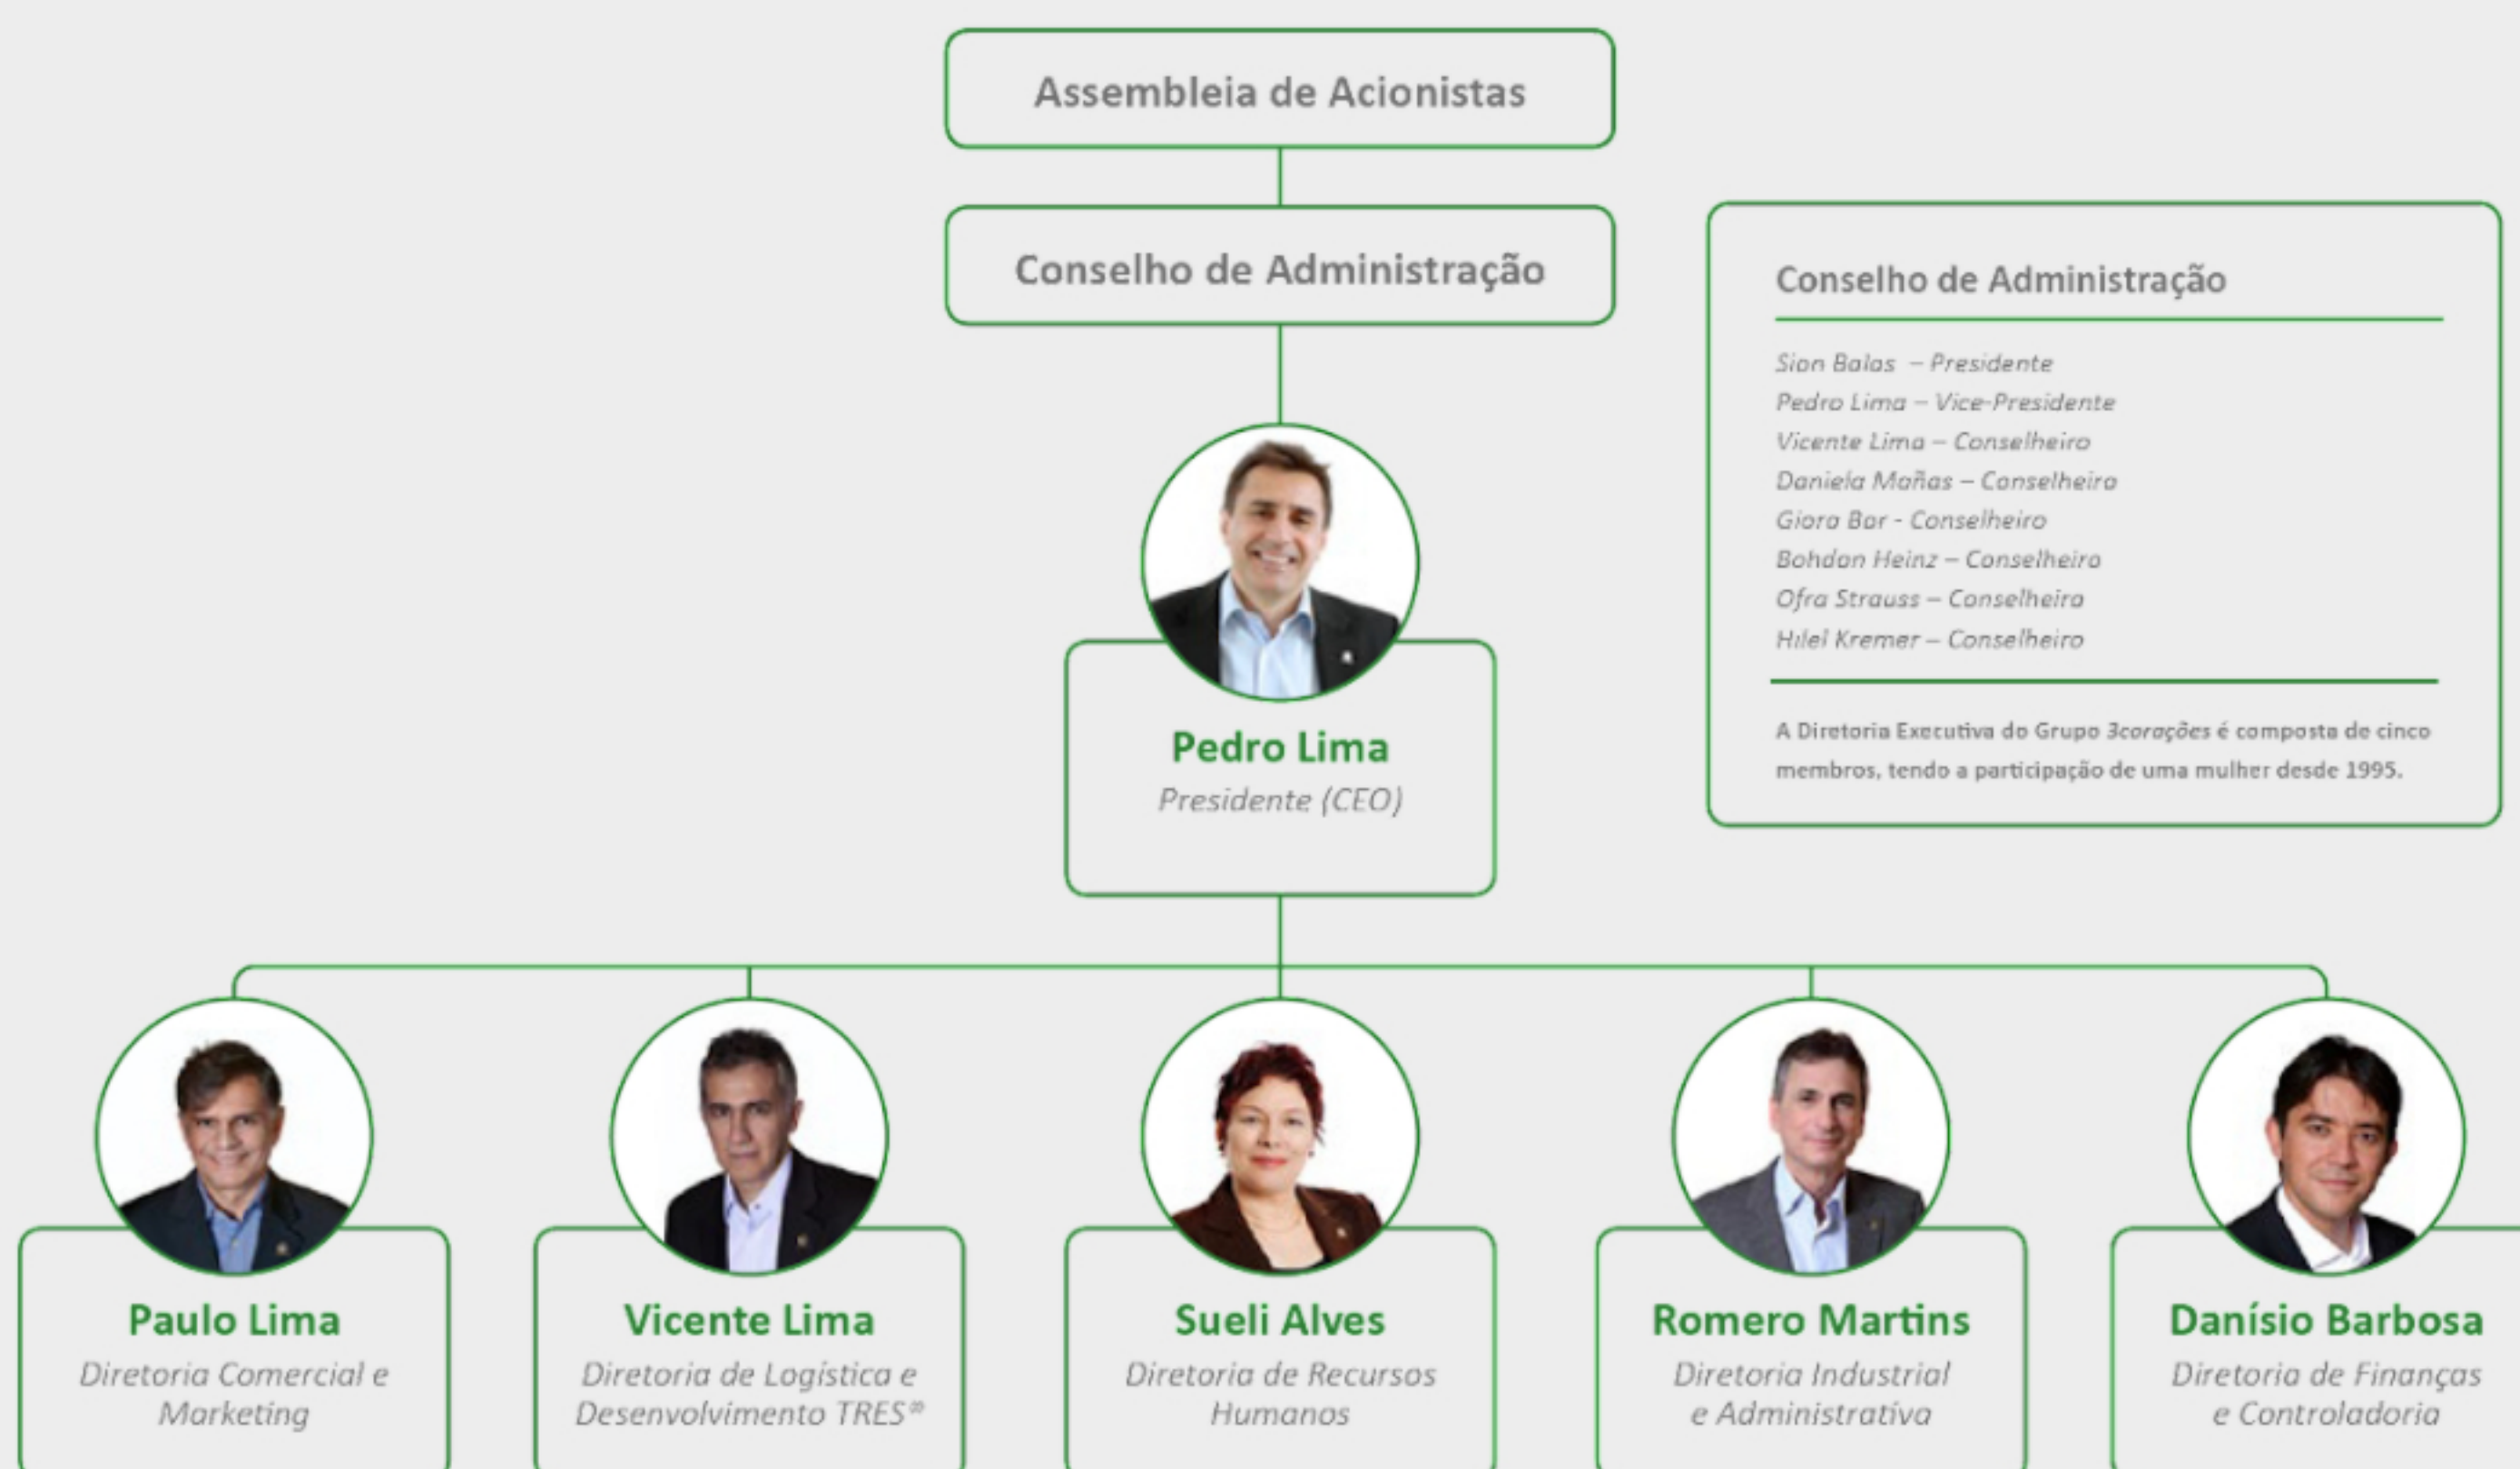 Assembleia de Acionistas
Conselho de Administração
Conselho de Administração
Sion Balas – Presidente
Pedro Lima – Vice-Presidente
Vicente Lima – Conselheiro
Daniela Mañas – Conselheira
Giora Bar - Conselheiro
Bohdan Heinz – Conselheiro
Ofra Strauss – Conselheira
Hilel Kremer – Conselheiro
A Diretoria Executiva do Grupo 3corações é composta de cinco
membros, tendo a participação de uma mulher desde 1995.
Pedro Lima
Presidente (CEO)
Paulo Lima
Diretoria Comercial e
Marketing
Vicente Lima
Diretoria de Logística e
Desenvolvimento TRES®
Sueli Alves
Diretoria de Recursos
Humanos
Romero Martins
Diretoria Industrial
e Administrativa
Danísio Barbosa
Diretoria de Finanças
e Controladoria